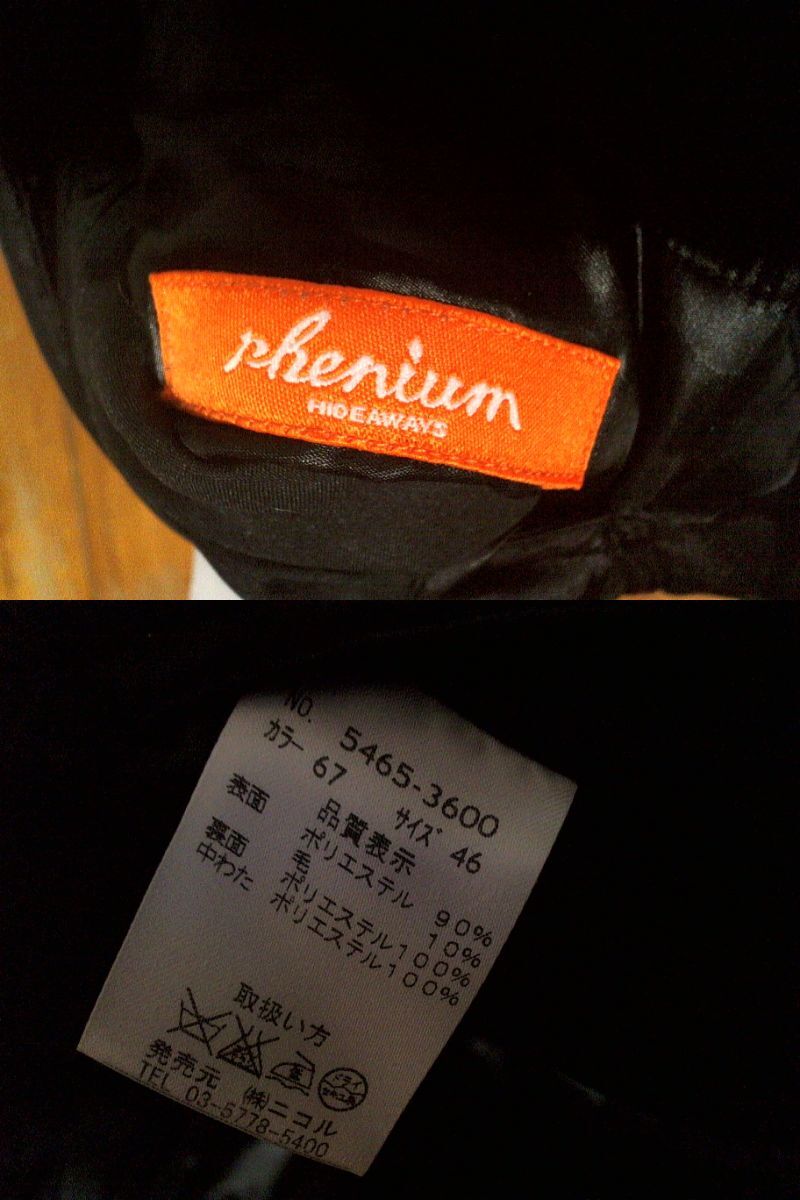 phenium
HIDEAWAYS
NO. 5465-3600
カラー 67 サイズ 46
品質表示
表面 ポリエステル 90%
毛 10%
裏面 ポリエステル100%
中わた ポリエステル100%
取扱い方
ドライ
発売元 ㈱ニコル
TEL 03-5778-5400